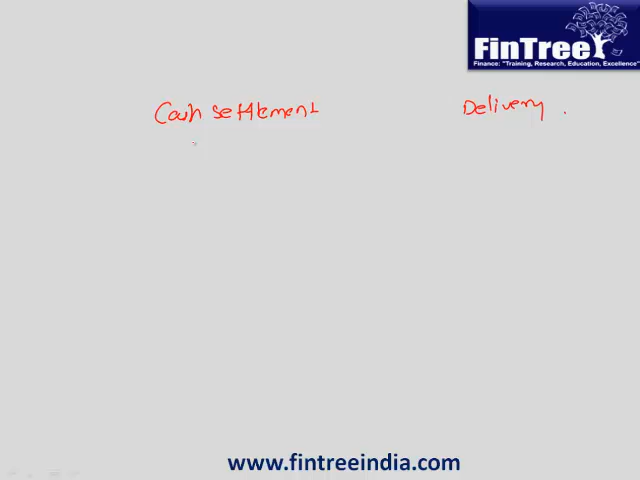 FinTree
Finance: "Training, Research, Education, Excellence"
Cash settlement
Delivery .
www.fintreeindia.com